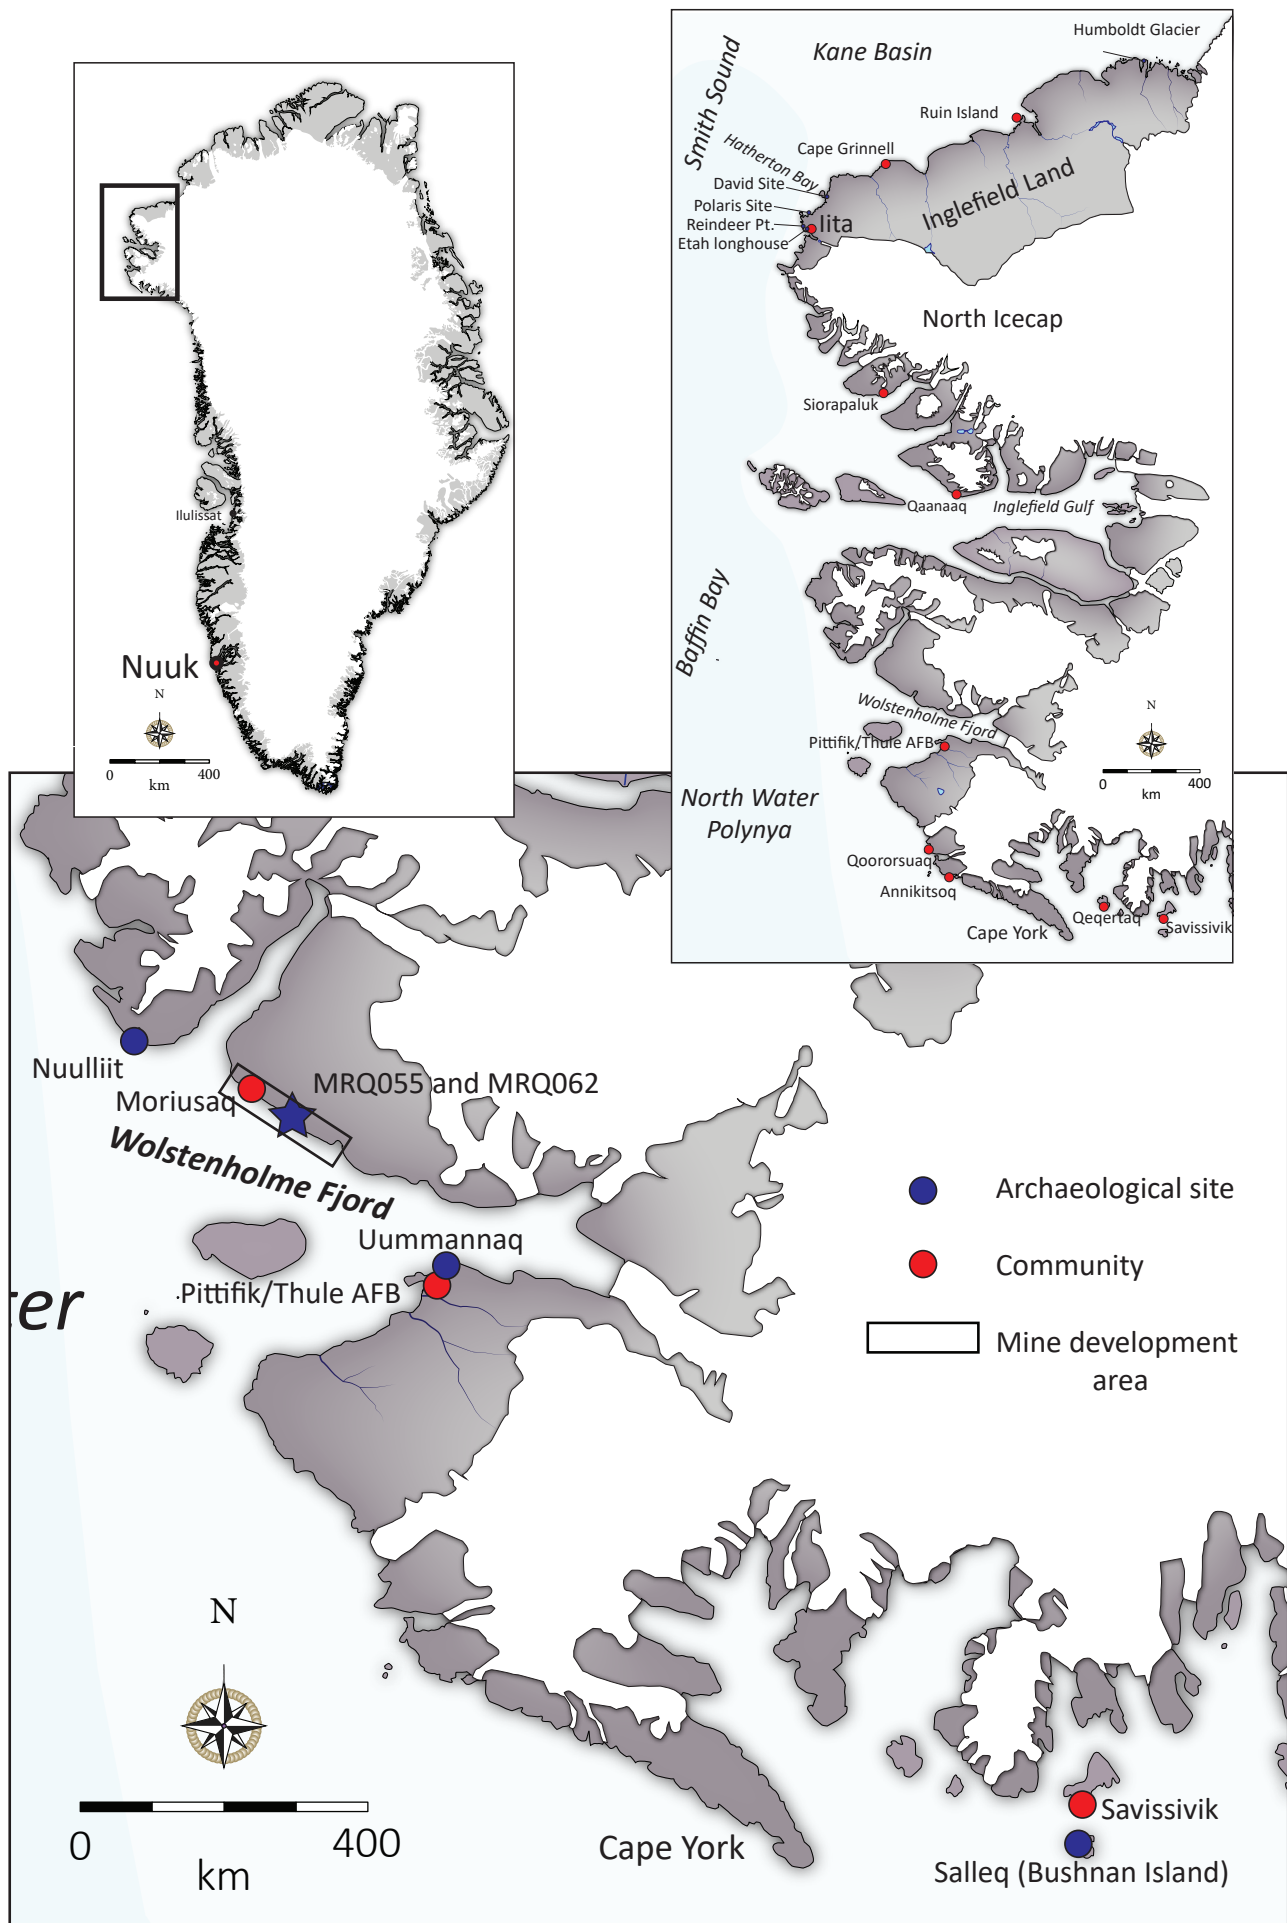 Ilulissat
Nuuk
N
0
400
km
Humboldt Glacier
Kane Basin
Smith Sound
Ruin Island
Cape Grinnell
Hatherton Bay
David Site
Polaris Site
Reindeer Pt.
Etah longhouse
Iita
Inglefield Land
North Icecap
Siorapaluk
Qaanaaq
Inglefield Gulf
Baffin Bay
Wolstenholme Fjord
Pittifik/Thule AFB
N
0
400
km
North Water
Polynya
Qoororsuaq
Annikitsoq
Qeqertaq
Savissivik
Cape York
Nuulliit
Moriusaq
MRQ055 and MRQ062
Wolstenholme Fjord
Uummannaq
Pittifik/Thule AFB
er
Archaeological site
Community
Mine development
area
N
0
400
km
Cape York
Savissivik
Salleq (Bushnan Island)